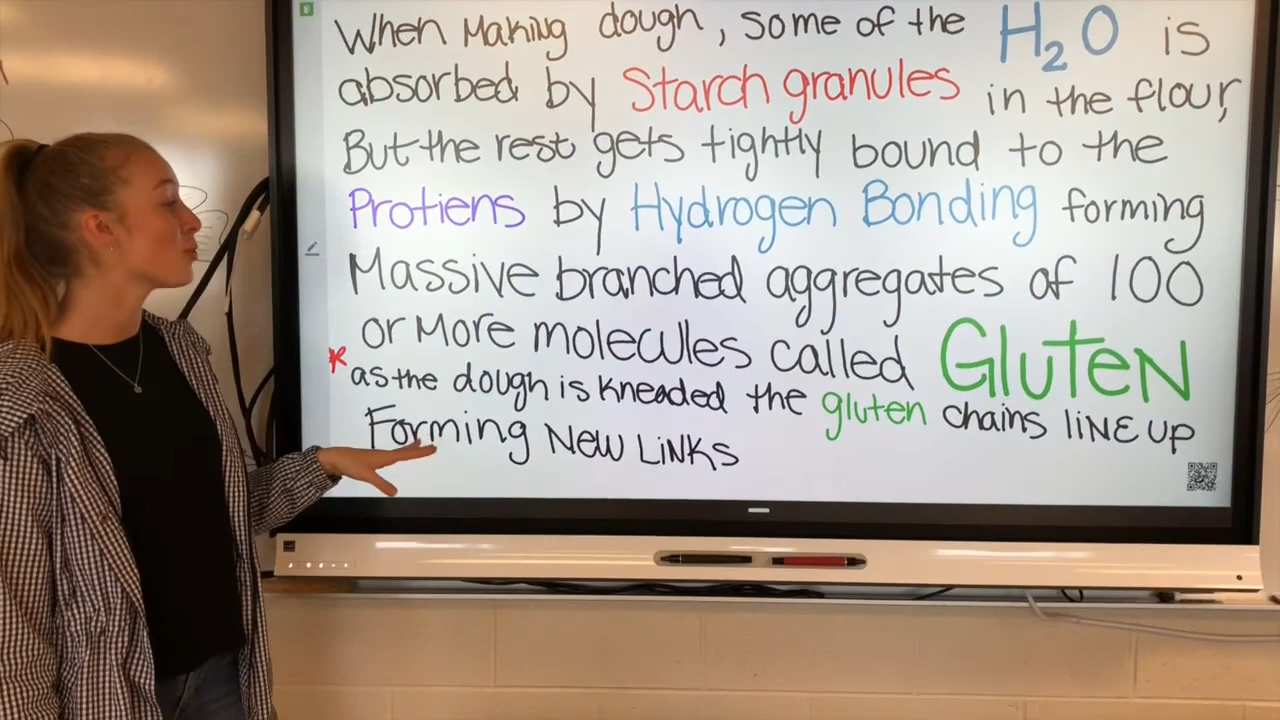 When Making dough, some of the H₂O is
absorbed by Starch granules in the flour,
But the rest gets tightly bound to the
Protiens by Hydrogen Bonding forming
Massive branched aggregates of 100
or More molecules called Gluten
* as the dough is kneaded the gluten chains line up
Forming New Links